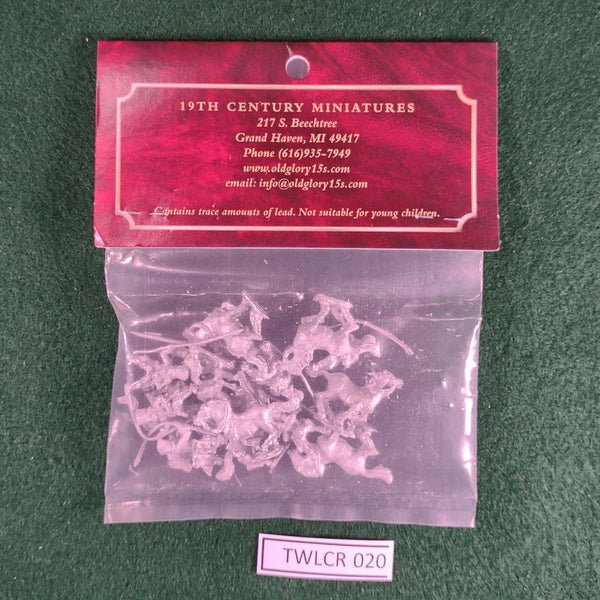 19TH CENTURY MINIATURES
217 S. Beechtree
Grand Haven, MI 49417
Phone (616)935-7949
www.oldglory15s.com
email: info@oldglory15s.com
Contains trace amounts of lead. Not suitable for young children.
TWLCR 020